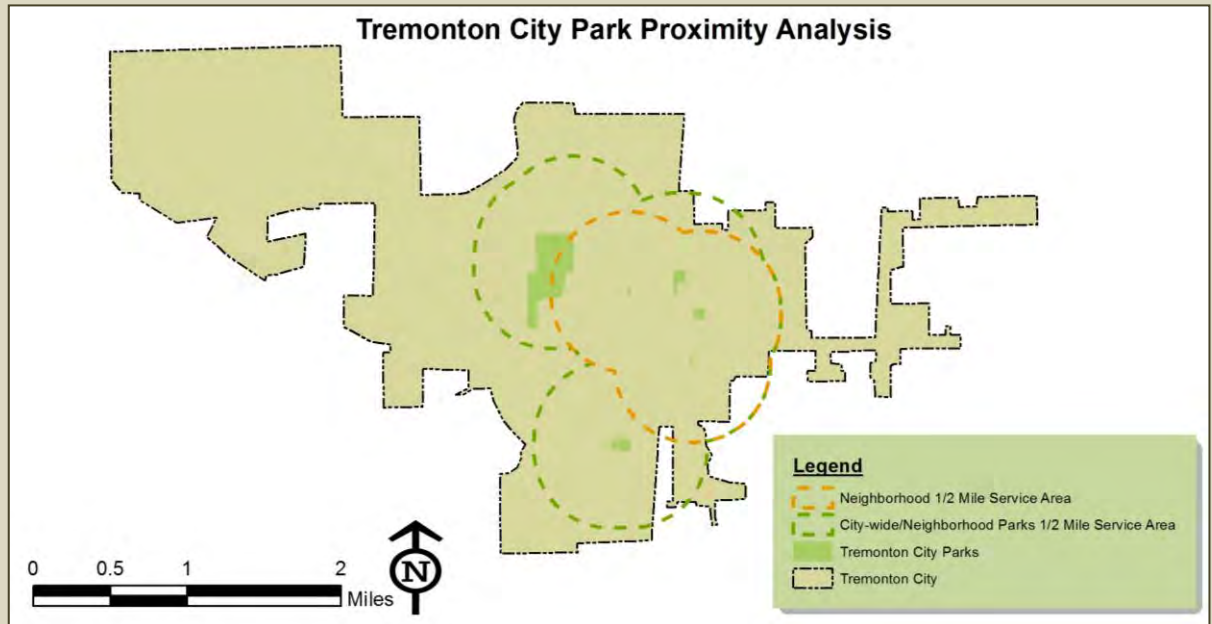 Tremonton City Park Proximity Analysis
Legend
Neighborhood 1/2 Mile Service Area
City-wide/Neighborhood Parks 1/2 Mile Service Area
Tremonton City Parks
Tremonton City
N
0 0.5 1 2
Miles